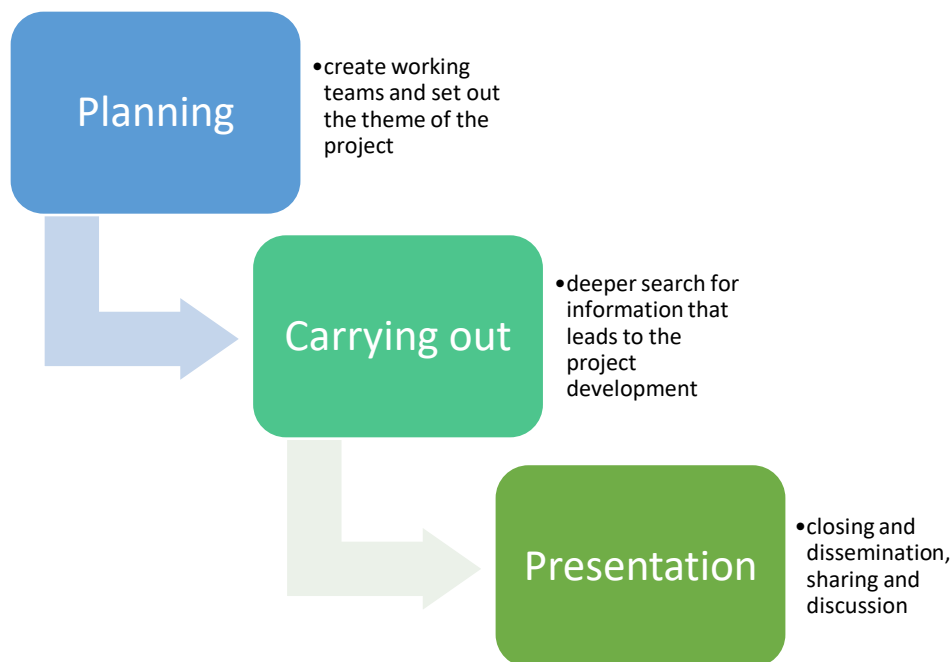 Planning
•create working
teams and set out
the theme of the
project
Carrying out
•deeper search for
information that
leads to the
project
development
Presentation
•closing and
dissemination,
sharing and
discussion